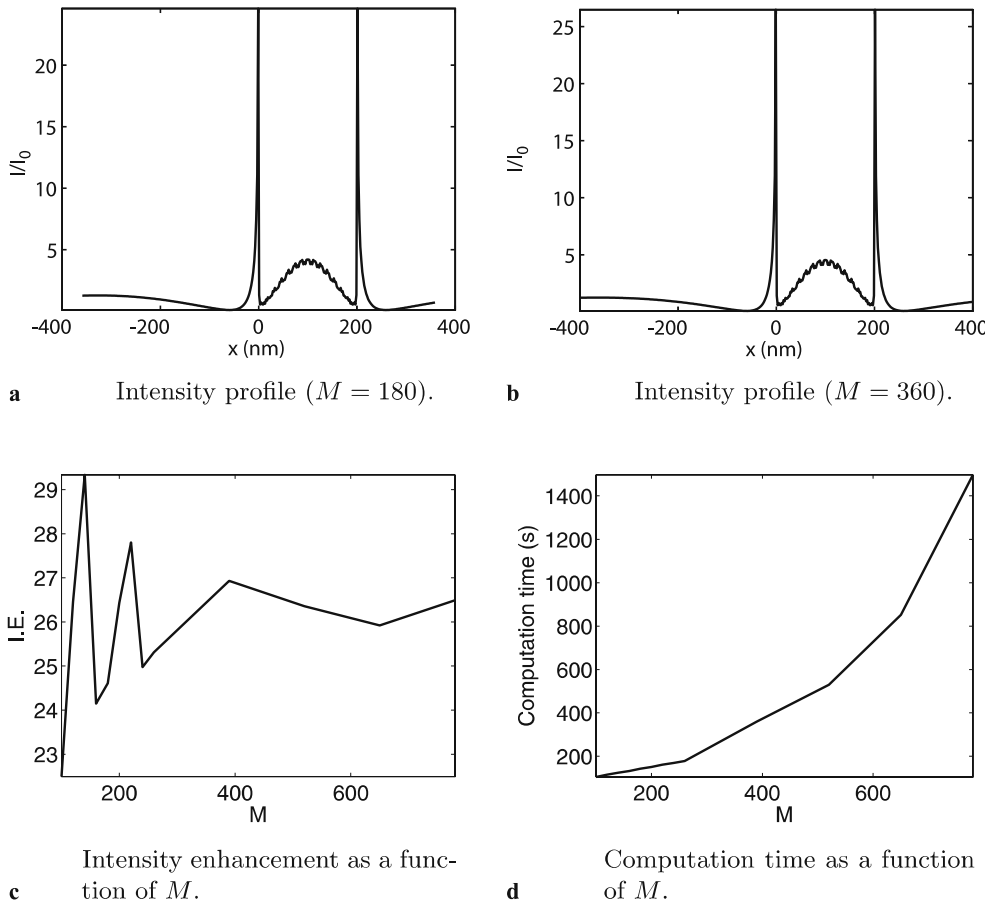 20
15
10
5
I/I0
-400
-200
0
200
400
x (nm)
a Intensity profile (M = 180).
25
20
15
10
5
I/I0
-400
-200
0
200
400
x (nm)
b Intensity profile (M = 360).
29
28
27
26
25
24
23
I.E.
200
400
600
M
c Intensity enhancement as a func-
tion of M.
1400
1200
1000
800
600
400
200
Computation time (s)
200
400
600
M
d Computation time as a function
of M.